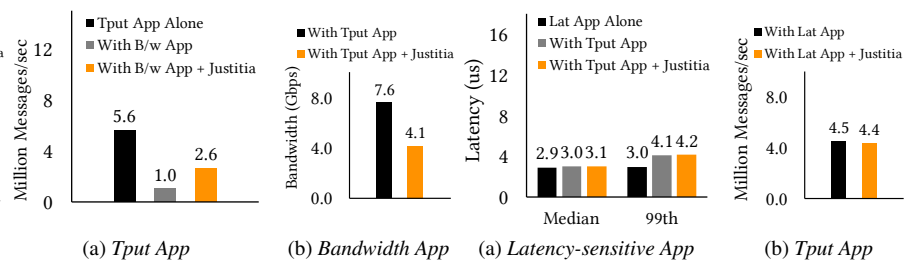 a
Million Messages/sec
12
8
4
0
Tput App Alone
With B/w App
With B/w App + Justitia
5.6
1.0
2.6
(a) Tput App
Bandwidth (Gbps)
8.0
4.0
0.0
With Tput App
With Tput App + Justitia
7.6
4.1
(b) Bandwidth App
Latency (us)
16
12
8
4
0
Lat App Alone
With Tput App
With Tput App + Justitia
2.9 3.0 3.1
3.0 4.1 4.2
Median 99th
(a) Latency-sensitive App
Million Messages/sec
8.0
4.0
0.0
With Lat App
With Lat App + Justitia
4.5 4.4
(b) Tput App